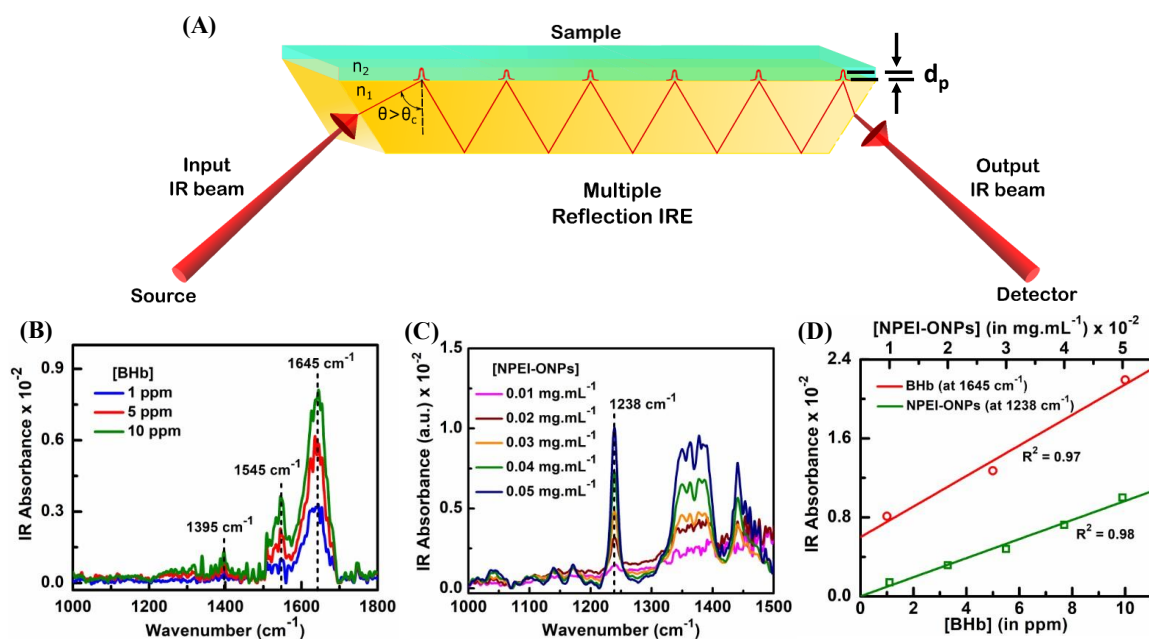 (A)
Sample
n2
n1
θ>θc
dp
Input
IR beam
Output
IR beam
Multiple
Reflection IRE
Source
Detector
(B)
IR Absorbance x 10-2
0.9
0.6
0.3
0.0
[BHb]
1 ppm
5 ppm
10 ppm
1645 cm-1
1545 cm-1
1395 cm-1
1000 1200 1400 1600 1800
Wavenumber (cm-1)
(C)
IR Absorbance (a.u.) x 10-2
1.5
1.0
0.5
0.0
[NPEI-ONPs]
0.01 mg.mL-1
0.02 mg.mL-1
0.03 mg.mL-1
0.04 mg.mL-1
0.05 mg.mL-1
1238 cm-1
1000 1100 1200 1300 1400 1500
Wavenumber (cm-1)
(D)
[NPEI-ONPs] (in mg.mL-1) x 10-2
1 2 3 4 5
IR Absorbance x 10-2
2.4
1.6
0.8
0.0
BHb (at 1645 cm-1)
NPEI-ONPs (at 1238 cm-1)
R2 = 0.97
R2 = 0.98
0 2 4 6 8 10
[BHb] (in ppm)